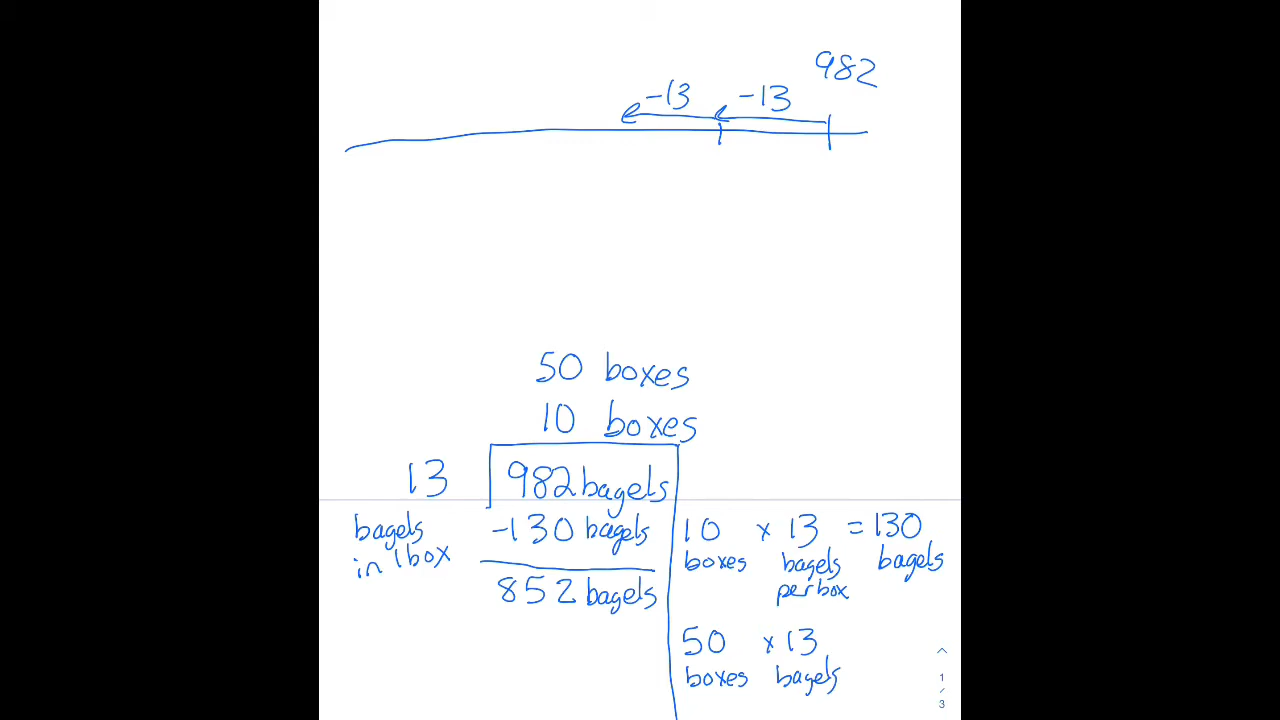 982
-13 -13
50 boxes
10 boxes
13 982 bagels
bagels in 1 box
-130 bagels
852 bagels
10 boxes x 13 bagels per box = 130 bagels
50 boxes x 13 bagels
1 / 3